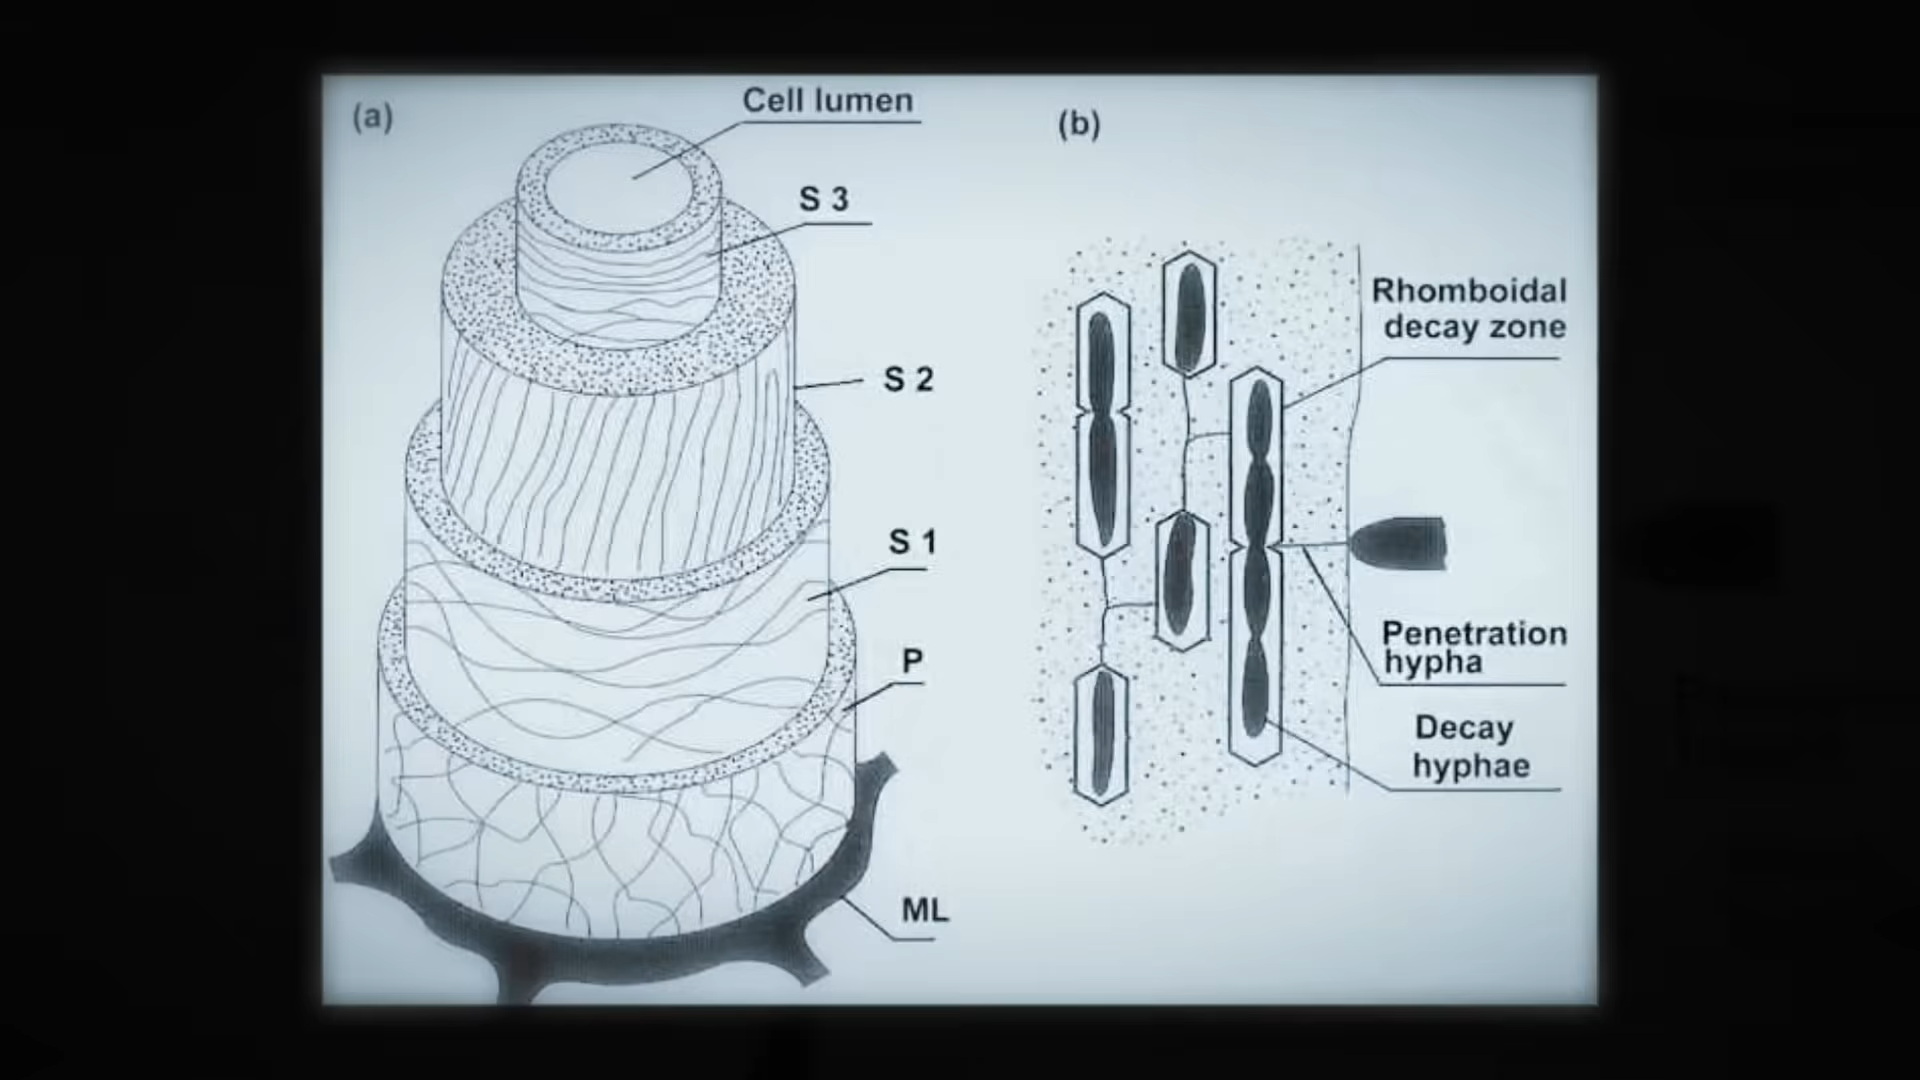 (a)
Cell lumen
S 3
S 2
S 1
P
ML
(b)
Rhomboidal
decay zone
Penetration
hypha
Decay
hyphae